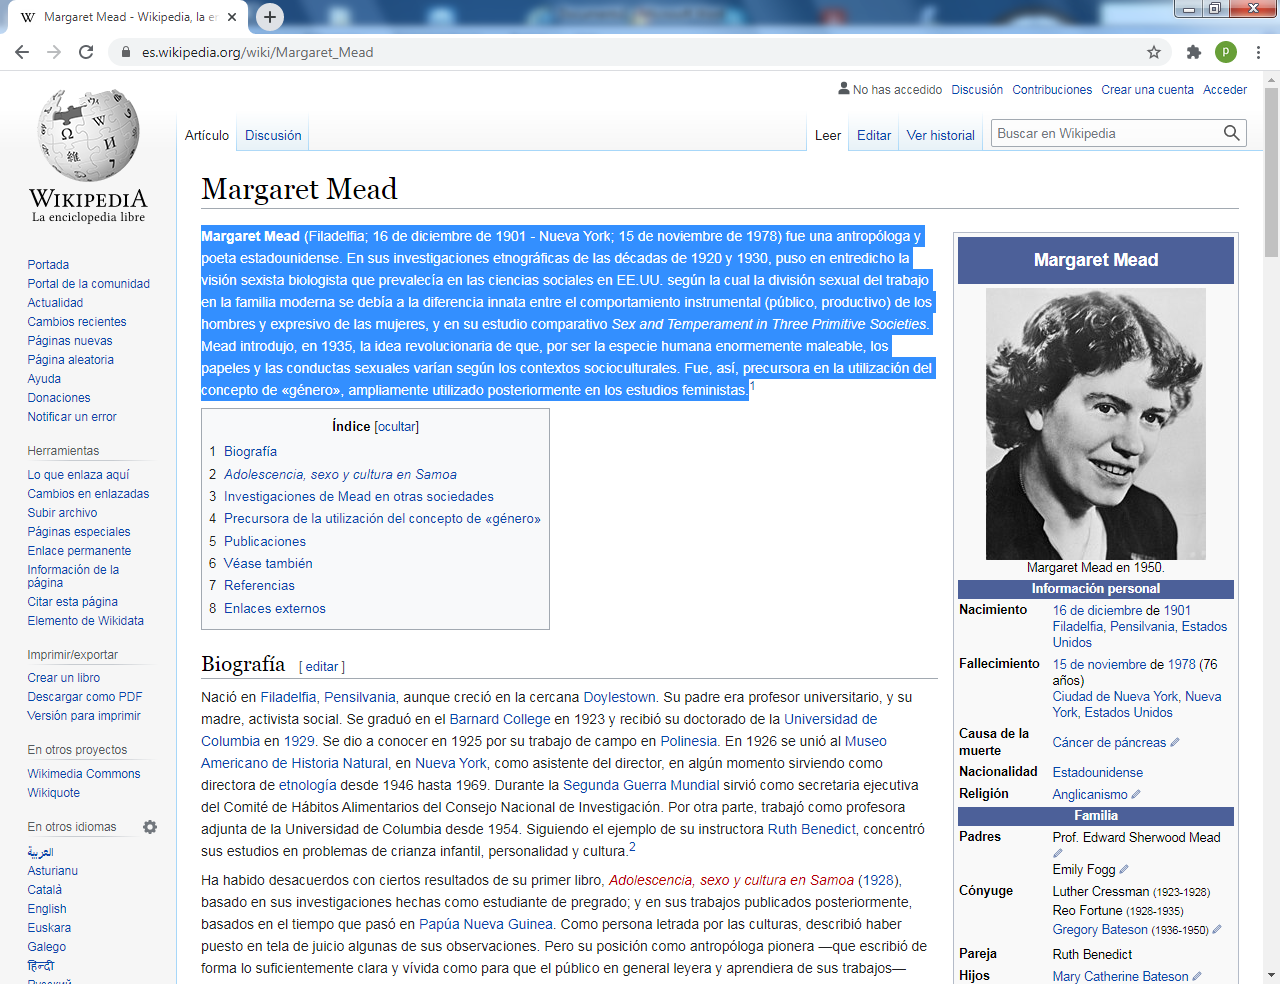 Margaret Mead - Wikipedia, la en
es.wikipedia.org/wiki/Margaret_Mead
p
No has accedido Discusión Contribuciones Crear una cuenta Acceder
Artículo Discusión Leer Editar Ver historial Buscar en Wikipedia
WIKIPEDIA
La enciclopedia libre
Portada
Portal de la comunidad
Actualidad
Cambios recientes
Páginas nuevas
Página aleatoria
Ayuda
Donaciones
Notificar un error
Herramientas
Lo que enlaza aquí
Cambios en enlazadas
Subir archivo
Páginas especiales
Enlace permanente
Información de la
página
Citar esta página
Elemento de Wikidata
Imprimir/exportar
Crear un libro
Descargar como PDF
Versión para imprimir
En otros proyectos
Wikimedia Commons
Wikiquote
En otros idiomas
العربية
Asturianu
Català
English
Euskara
Galego
हिन्दी
Русский
Margaret Mead
Margaret Mead (Filadelfia; 16 de diciembre de 1901 - Nueva York; 15 de noviembre de 1978) fue una antropóloga y
poeta estadounidense. En sus investigaciones etnográficas de las décadas de 1920 y 1930, puso en entredicho la
visión sexista biologista que prevalecía en las ciencias sociales en EE.UU. según la cual la división sexual del trabajo
en la familia moderna se debía a la diferencia innata entre el comportamiento instrumental (público, productivo) de los
hombres y expresivo de las mujeres, y en su estudio comparativo Sex and Temperament in Three Primitive Societies.
Mead introdujo, en 1935, la idea revolucionaria de que, por ser la especie humana enormemente maleable, los
papeles y las conductas sexuales varían según los contextos socioculturales. Fue, así, precursora en la utilización del
concepto de «género», ampliamente utilizado posteriormente en los estudios feministas.1
Índice [ocultar]
1 Biografía
2 Adolescencia, sexo y cultura en Samoa
3 Investigaciones de Mead en otras sociedades
4 Precursora de la utilización del concepto de «género»
5 Publicaciones
6 Véase también
7 Referencias
8 Enlaces externos
Biografía [ editar ]
Nació en Filadelfia, Pensilvania, aunque creció en la cercana Doylestown. Su padre era profesor universitario, y su
madre, activista social. Se graduó en el Barnard College en 1923 y recibió su doctorado de la Universidad de
Columbia en 1929. Se dio a conocer en 1925 por su trabajo de campo en Polinesia. En 1926 se unió al Museo
Americano de Historia Natural, en Nueva York, como asistente del director, en algún momento sirviendo como
directora de etnología desde 1946 hasta 1969. Durante la Segunda Guerra Mundial sirvió como secretaria ejecutiva
del Comité de Hábitos Alimentarios del Consejo Nacional de Investigación. Por otra parte, trabajó como profesora
adjunta de la Universidad de Columbia desde 1954. Siguiendo el ejemplo de su instructora Ruth Benedict, concentró
sus estudios en problemas de crianza infantil, personalidad y cultura.2
Ha habido desacuerdos con ciertos resultados de su primer libro, Adolescencia, sexo y cultura en Samoa (1928),
basado en sus investigaciones hechas como estudiante de pregrado; y en sus trabajos publicados posteriormente,
basados en el tiempo que pasó en Papúa Nueva Guinea. Como persona letrada por las culturas, describió haber
puesto en tela de juicio algunas de sus observaciones. Pero su posición como antropóloga pionera —que escribió de
forma lo suficientemente clara y vívida como para que el público en general leyera y aprendiera de sus trabajos—
Margaret Mead
Margaret Mead en 1950.
Información personal
Nacimiento 16 de diciembre de 1901
Filadelfia, Pensilvania, Estados
Unidos
Fallecimiento 15 de noviembre de 1978 (76
años)
Ciudad de Nueva York, Nueva
York, Estados Unidos
Causa de la
muerte Cáncer de páncreas
Nacionalidad Estadounidense
Religión Anglicanismo
Familia
Padres Prof. Edward Sherwood Mead
Emily Fogg
Cónyuge Luther Cressman (1923-1928)
Reo Fortune (1928-1935)
Gregory Bateson (1936-1950)
Pareja Ruth Benedict
Hijos Mary Catherine Bateson